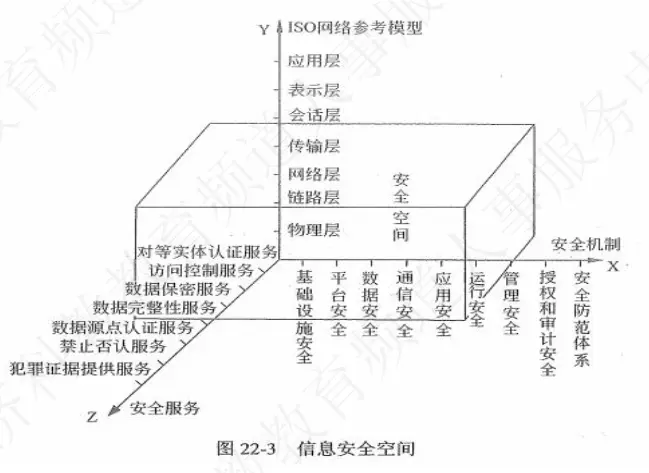 Y
ISO网络参考模型
应用层
表示层
会话层
传输层
网络层
链路层
物理层
安全空间
安全机制
X
基础设施安全
平台安全
数据安全
通信安全
应用安全
运行安全
管理安全
授权和审计安全
安全防范体系
对等实体认证服务
访问控制服务
数据保密服务
数据完整性服务
数据源点认证服务
禁止否认服务
犯罪证据提供服务
Z
安全服务
图 22-3 信息安全空间